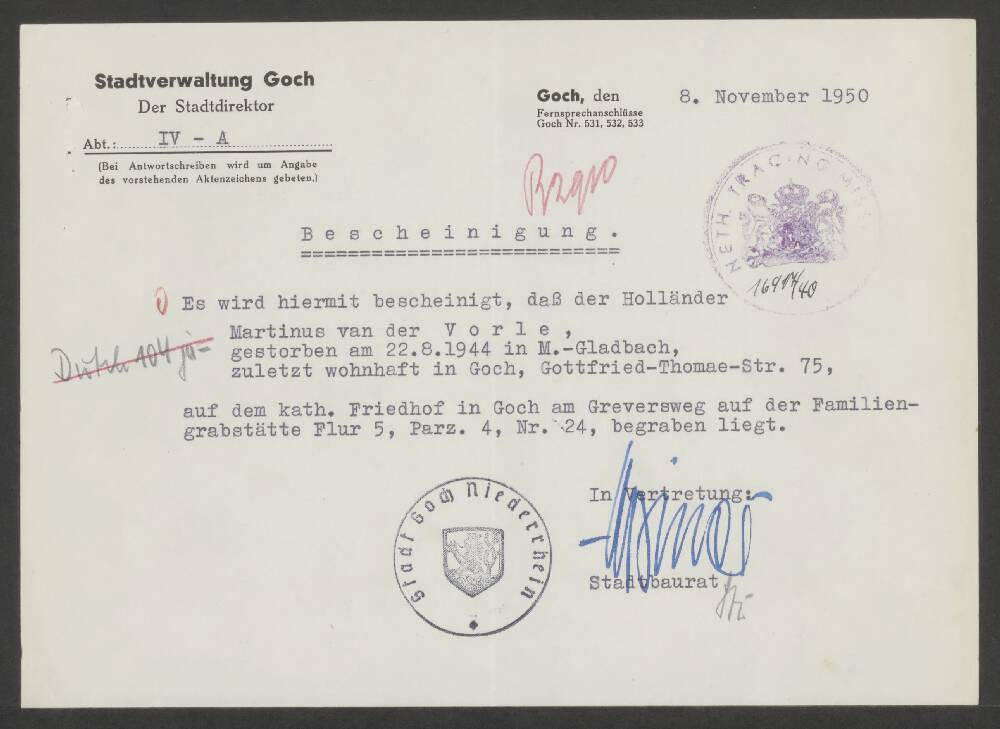 Stadtverwaltung Goch
Der Stadtdirektor
Abt.: IV - A
(Bei Antwortschreiben wird um Angabe
des vorstehenden Aktenzeichens gebeten.)
Goch, den 8. November 1950
Fernsprechanschlüsse
Goch Nr. 531, 532, 533
NETH. TRACING
Bescheinigung.
Es wird hiermit bescheinigt, daß der Holländer
Martinus van der Vorle,
gestorben am 22.8.1944 in M.-Gladbach,
zuletzt wohnhaft in Goch, Gottfried-Thomae-Str. 75,
Dutch 104
auf dem kath. Friedhof in Goch am Greversweg auf der Familien-
grabstätte Flur 5, Parz. 4, Nr. 24, begraben liegt.
Stadt Goch Niederrhein
In Vertretung:
Stadtbaurat